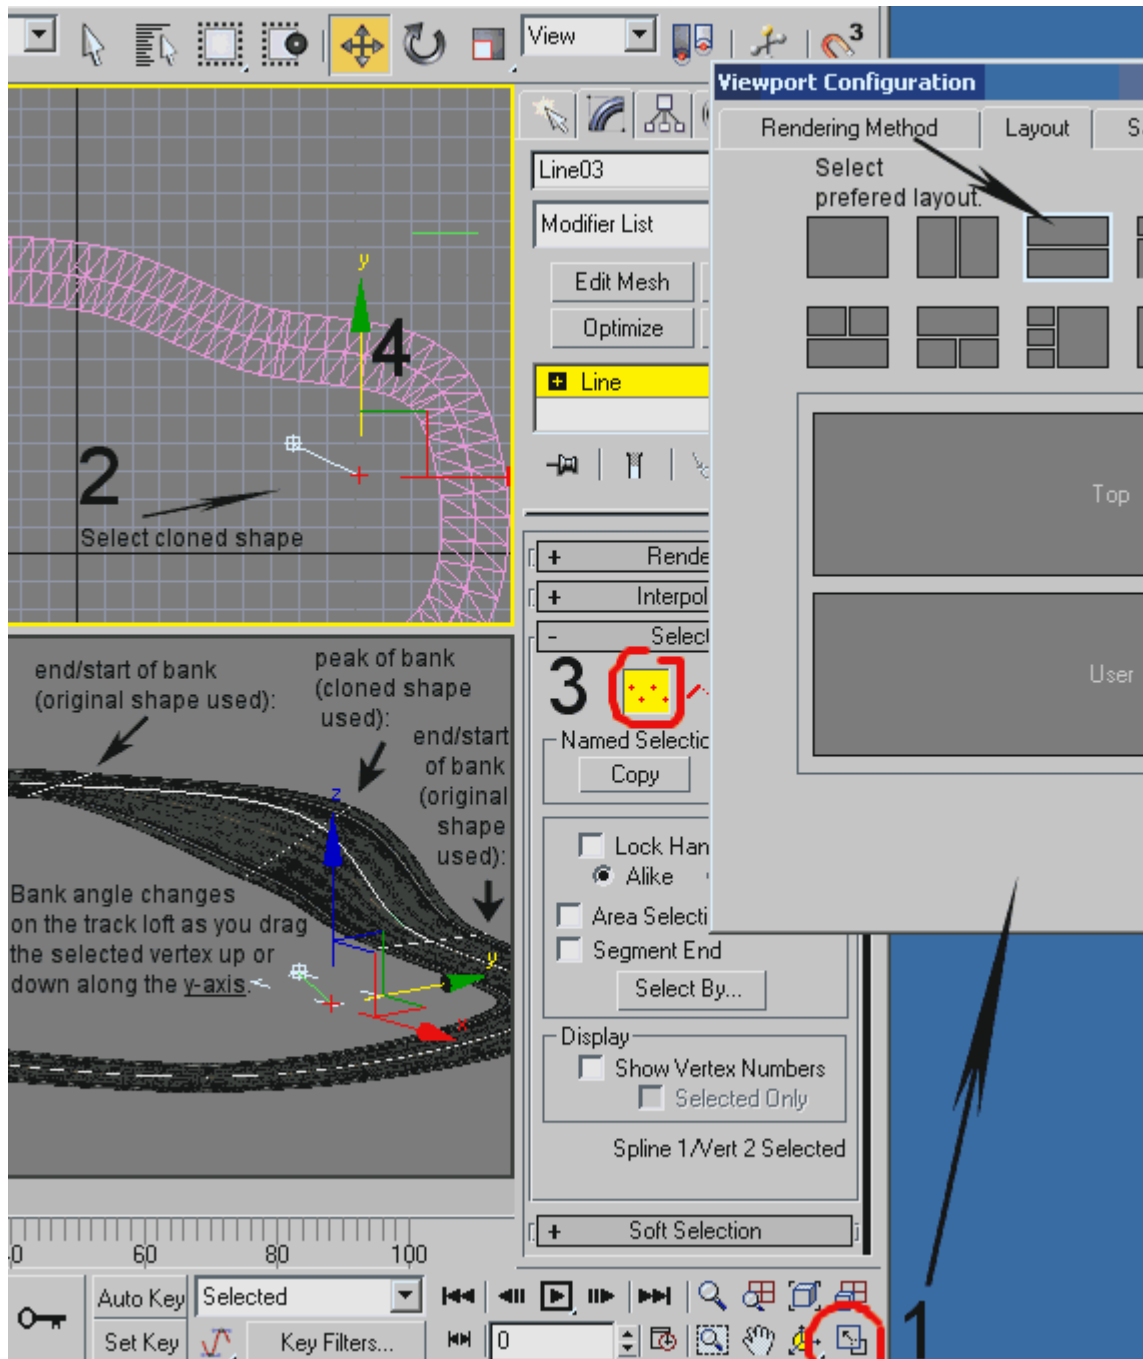 View
3
Viewport Configuration
Rendering Method
Layout
S
Select
prefered layout.
Line03
Modifier List
Edit Mesh
Optimize
Line
y
4
2
Select cloned shape
Top
User
Rende
Interpol
Select
3
Named Selectic
Copy
Lock Han
Alike
Area Selecti
Segment End
Select By...
Display
Show Vertex Numbers
Selected Only
Spline 1/Vert 2 Selected
Soft Selection
end/start of bank
(original shape used):
peak of bank
(cloned shape
used):
end/start
of bank
(original
shape
used):
z
Bank angle changes
on the track loft as you drag
the selected vertex up or
down along the y-axis.
y
x
0
60
80
100
Auto Key
Selected
Set Key
Key Filters...
0
1